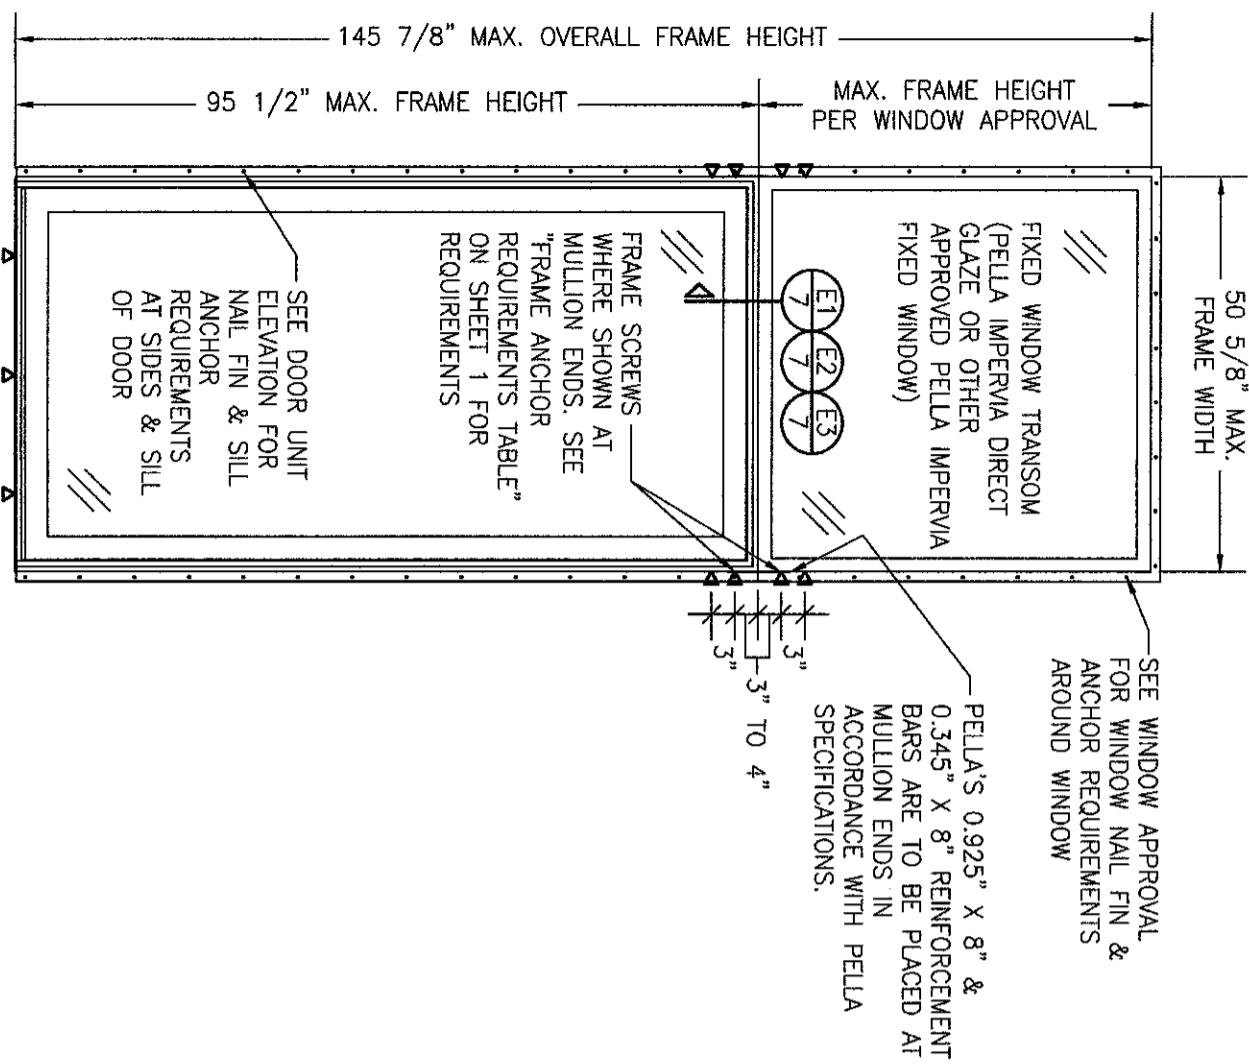 145 7/8" MAX. OVERALL FRAME HEIGHT
95 1/2" MAX. FRAME HEIGHT
MAX. FRAME HEIGHT
PER WINDOW APPROVAL
50 5/8" MAX.
FRAME WIDTH
FIXED WINDOW TRANSOM
(PELLA IMPERVIA DIRECT
GLAZE OR OTHER
APPROVED PELLA IMPERVIA
FIXED WINDOW)
E1
7
E2
7
E3
7
FRAME SCREWS
WHERE SHOWN AT
MULLION ENDS. SEE
"FRAME ANCHOR
REQUIREMENTS TABLE"
ON SHEET 1 FOR
REQUIREMENTS
SEE DOOR UNIT
ELEVATION FOR
NAIL FIN & SILL
ANCHOR
REQUIREMENTS
AT SIDES & SILL
OF DOOR
3"
3"
3" TO 4"
SEE WINDOW APPROVAL
FOR WINDOW NAIL FIN &
ANCHOR REQUIREMENTS
AROUND WINDOW
PELLA'S 0.925" X 8" &
0.345" X 8" REINFORCEMENT
BARS ARE TO BE PLACED AT
MULLION ENDS IN
ACCORDANCE WITH PELLA
SPECIFICATIONS.